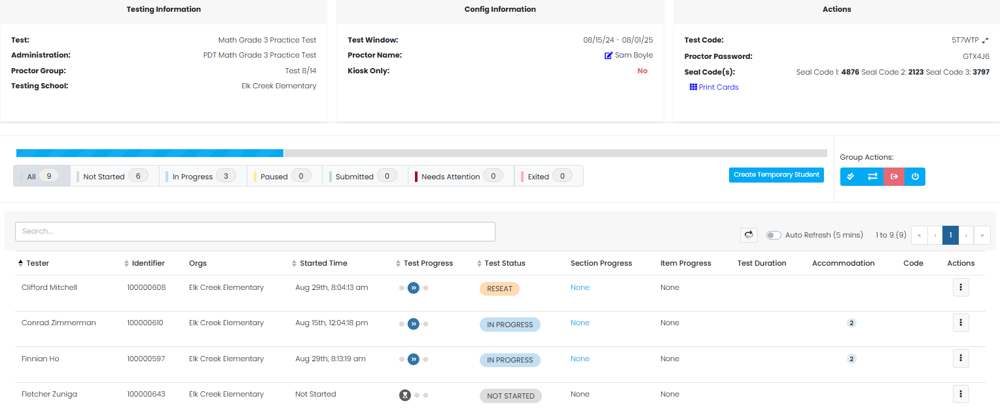 Testing Information
Test: Math Grade 3 Practice Test
Administration: PDT Math Grade 3 Practice Test
Proctor Group: Test 8/14
Testing School: Elk Creek Elementary
Config Information
Test Window: 08/15/24 - 08/01/25
Proctor Name: Sam Boyle
Kiosk Only: No
Actions
Test Code: 5T7WTP
Proctor Password: GTX4J6
Seal Code(s): Seal Code 1: 4876 Seal Code 2: 2123 Seal Code 3: 3797
Print Cards
All 9 Not Started 6 In Progress 3 Paused 0 Submitted 0 Needs Attention 0 Exited 0
Create Temporary Student
Group Actions:
Search...
Auto Refresh (5 mins) 1 to 9 (9) « ‹ 1 › »
Tester Identifier Orgs Started Time Test Progress Test Status Section Progress Item Progress Test Duration Accommodation Code Actions
Clifford Mitchell 100000608 Elk Creek Elementary Aug 29th, 8:04:13 am RESEAT None None
Conrad Zimmerman 100000610 Elk Creek Elementary Aug 15th, 12:04:18 pm IN PROGRESS None None 2
Finnian Ho 100000597 Elk Creek Elementary Aug 29th, 8:13:19 am IN PROGRESS None None 2
Fletcher Zuniga 100000643 Elk Creek Elementary Not Started NOT STARTED None None